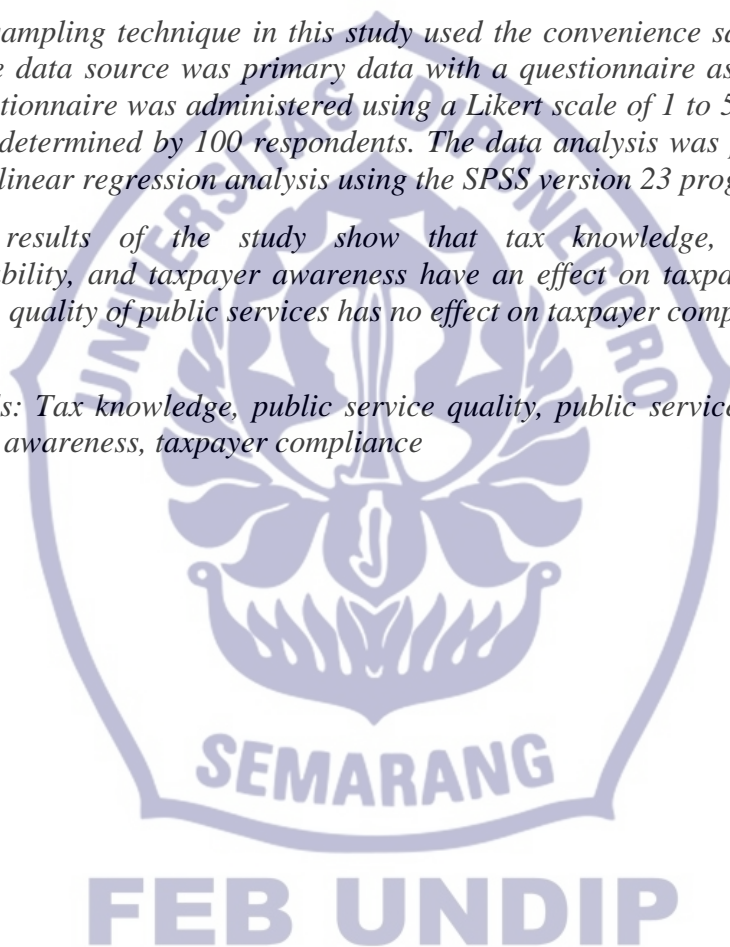 ampling technique in this study used the convenience sa
e data source was primary data with a questionnaire as
tionnaire was administered using a Likert scale of 1 to 5
determined by 100 respondents. The data analysis was p
linear regression analysis using the SPSS version 23 prog
results of the study show that tax knowledge,
bility, and taxpayer awareness have an effect on taxpa
quality of public services has no effect on taxpayer comp
s: Tax knowledge, public service quality, public service
awareness, taxpayer compliance
UNIVERSITAS DIPONEGORO
SEMARANG
FEB UNDIP